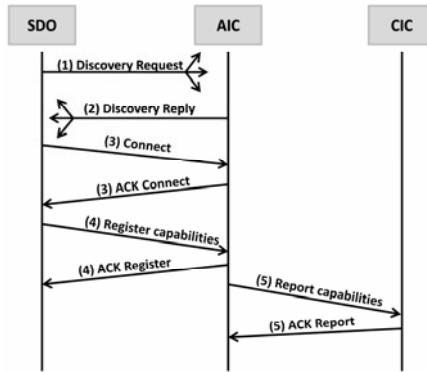 SDO AIC CIC
(1) Discovery Request
(2) Discovery Reply
(3) Connect
(3) ACK Connect
(4) Register capabilities
(4) ACK Register
(5) Report capabilities
(5) ACK Report